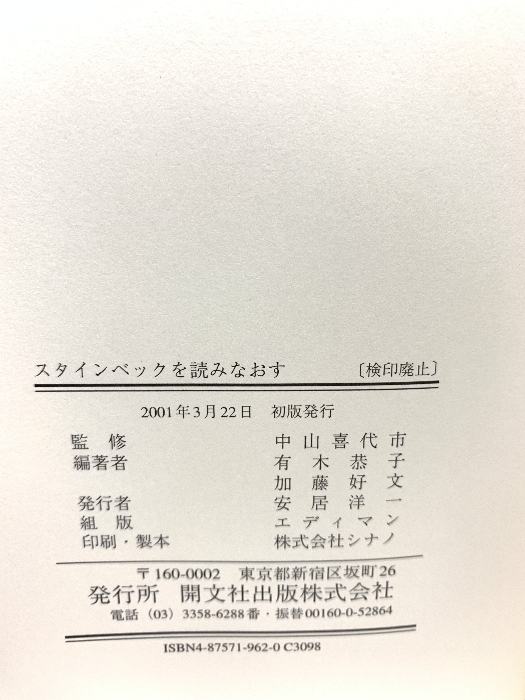 スタインベックを読みなおす 〔検印廃止〕
2001年3月22日 初版発行
監修 中山喜代市
編著者 有木恭子
加藤好文
発行者 安居洋一
組版 エディマン
印刷・製本 株式会社シナノ
〒160-0002 東京都新宿区坂町26
発行所 開文社出版株式会社
電話(03)3358-6288番・振替00160-0-52864
ISBN4-87571-962-0 C3098